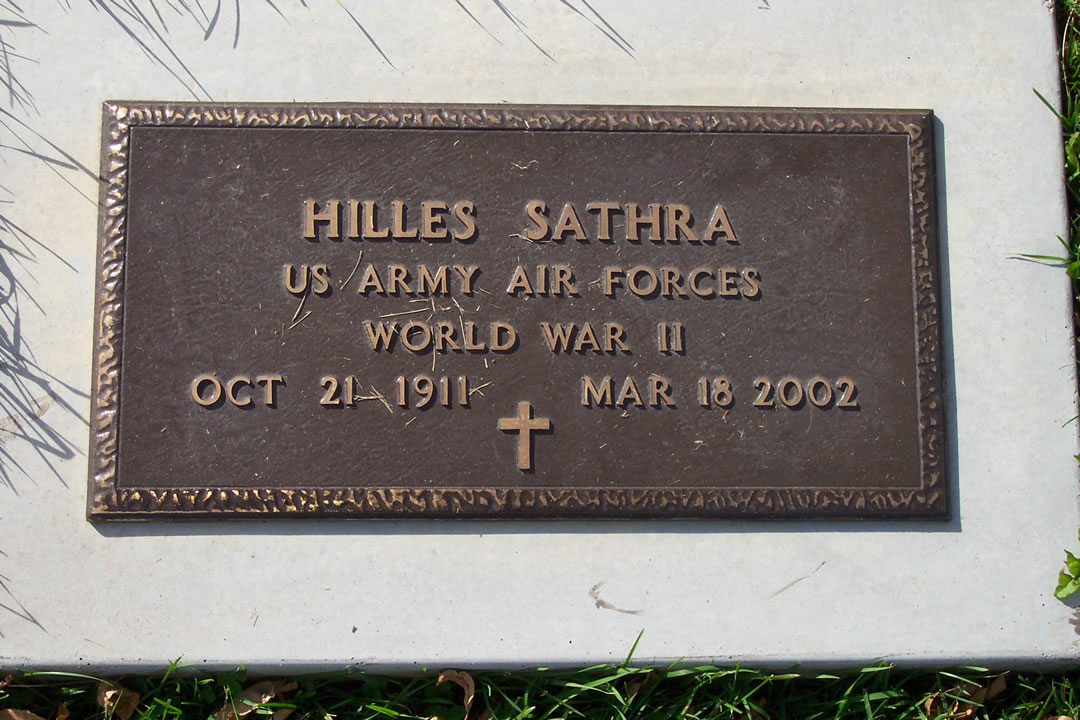 HILLES SATHRA
US ARMY AIR FORCES
WORLD WAR II
OCT 21 1911 MAR 18 2002